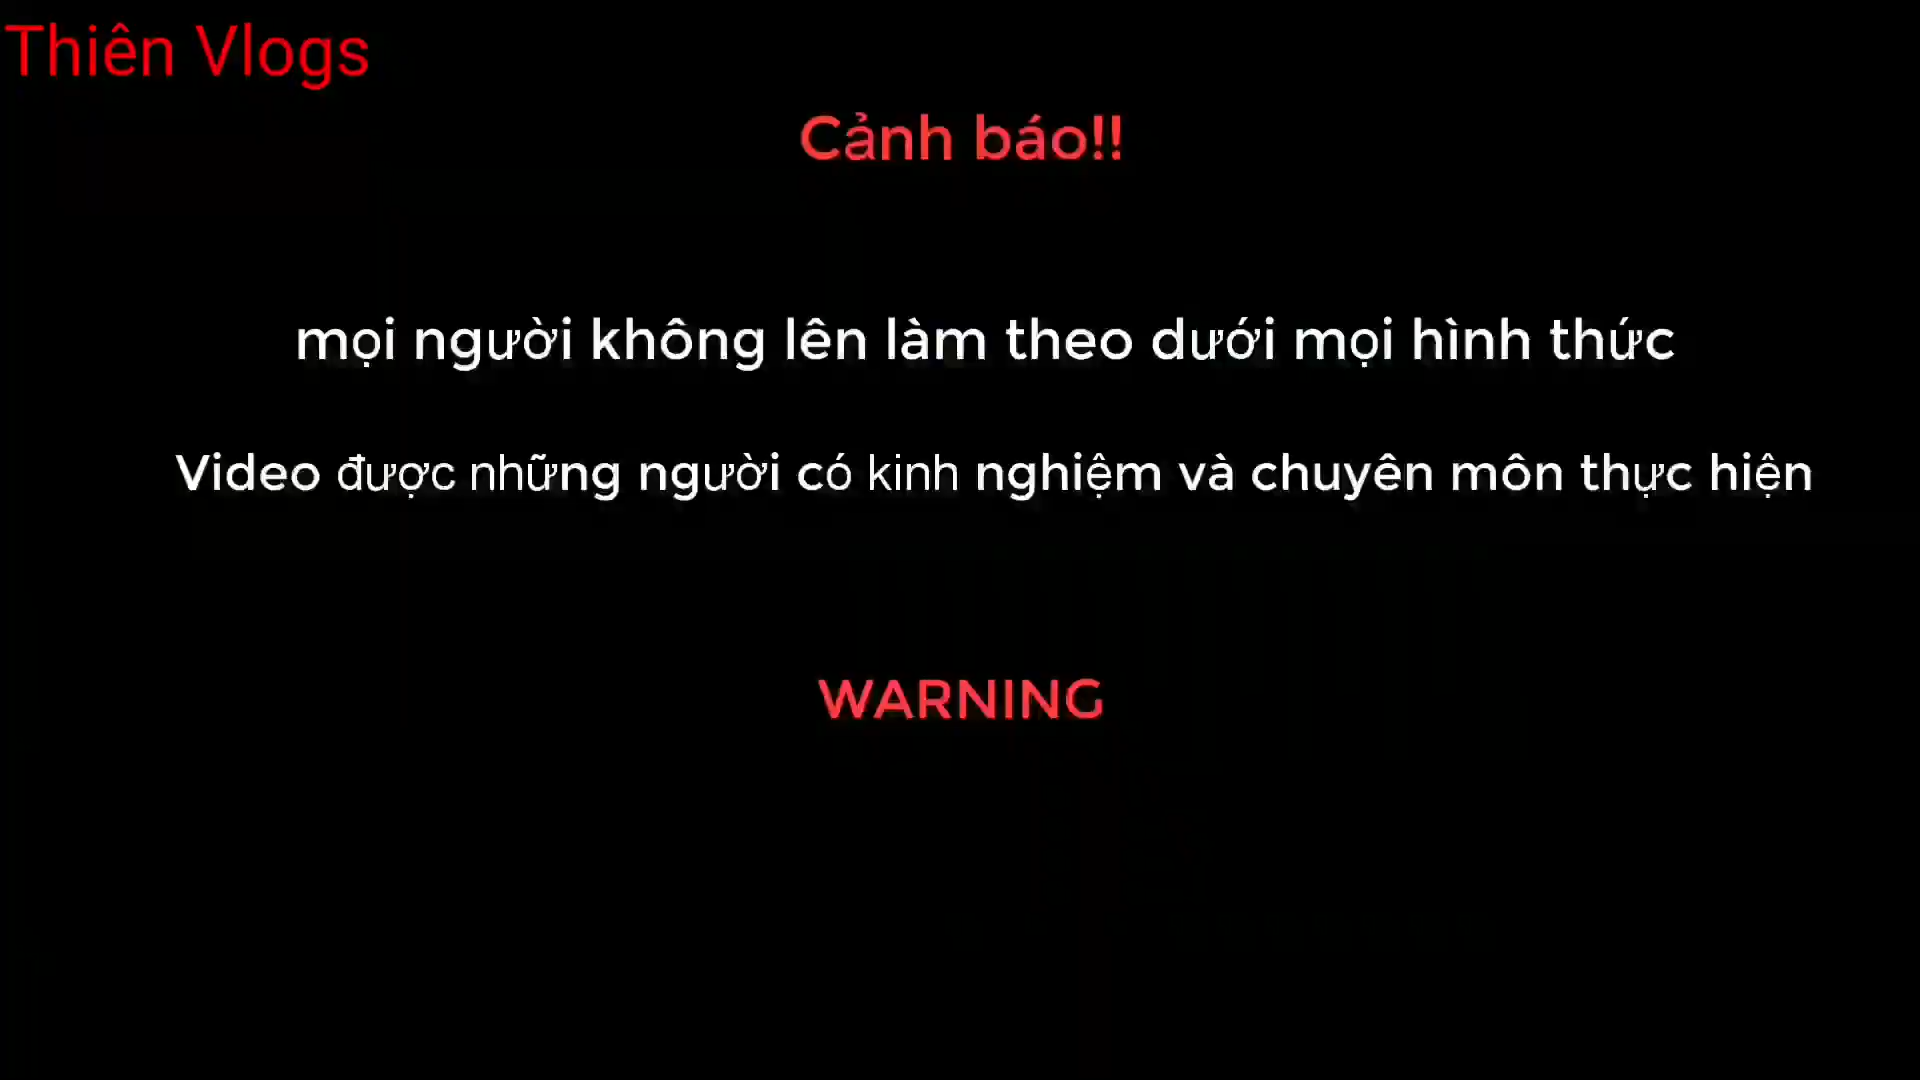 Thiên Vlogs
Cảnh báo!!
mọi người không lên làm theo dưới mọi hình thức
Video được những người có kinh nghiệm và chuyên môn thực hiện
WARNING